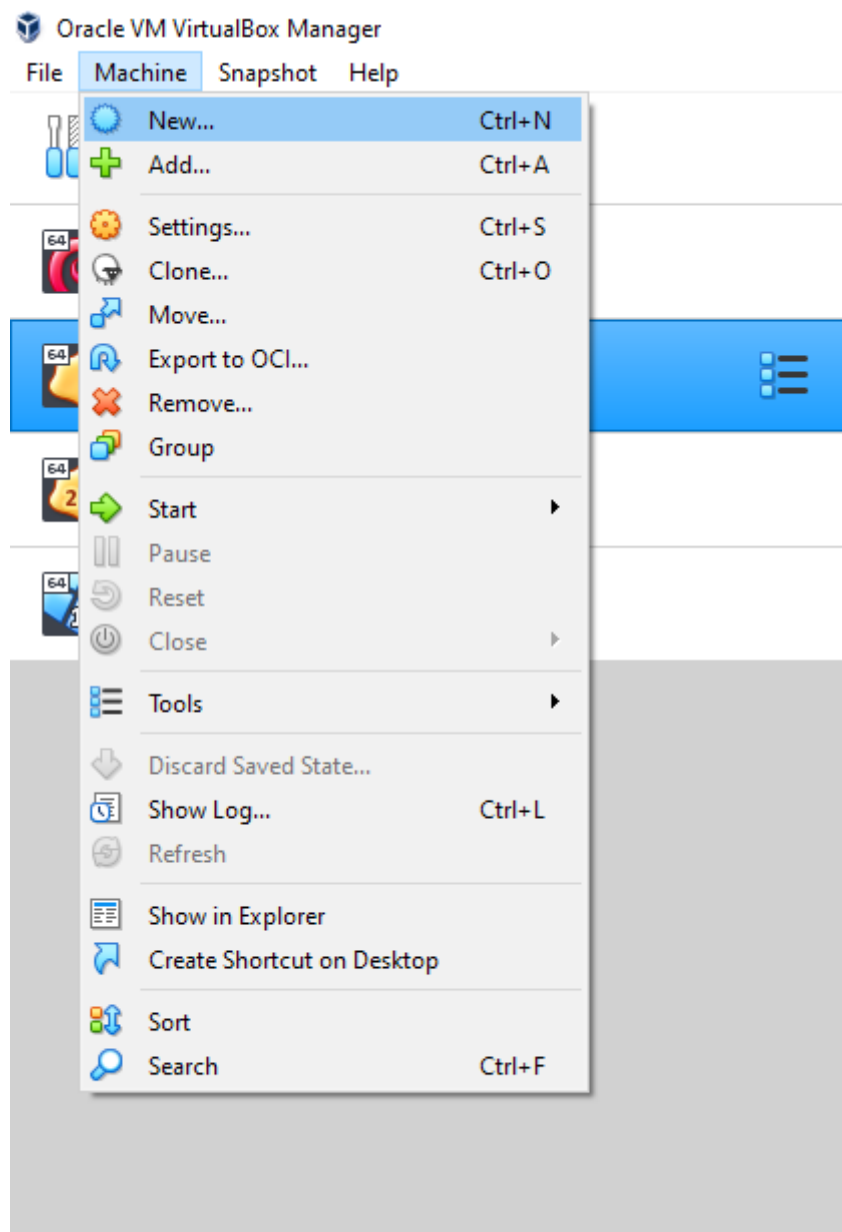 Oracle VM VirtualBox Manager
File Machine Snapshot Help
New... Ctrl+N
Add... Ctrl+A
64
Settings... Ctrl+S
Clone... Ctrl+O
Move...
64
Export to OCI...
Remove...
Group
64
2
Start
Pause
64
Reset
Close
Tools
Discard Saved State...
Show Log... Ctrl+L
Refresh
Show in Explorer
Create Shortcut on Desktop
Sort
Search Ctrl+F